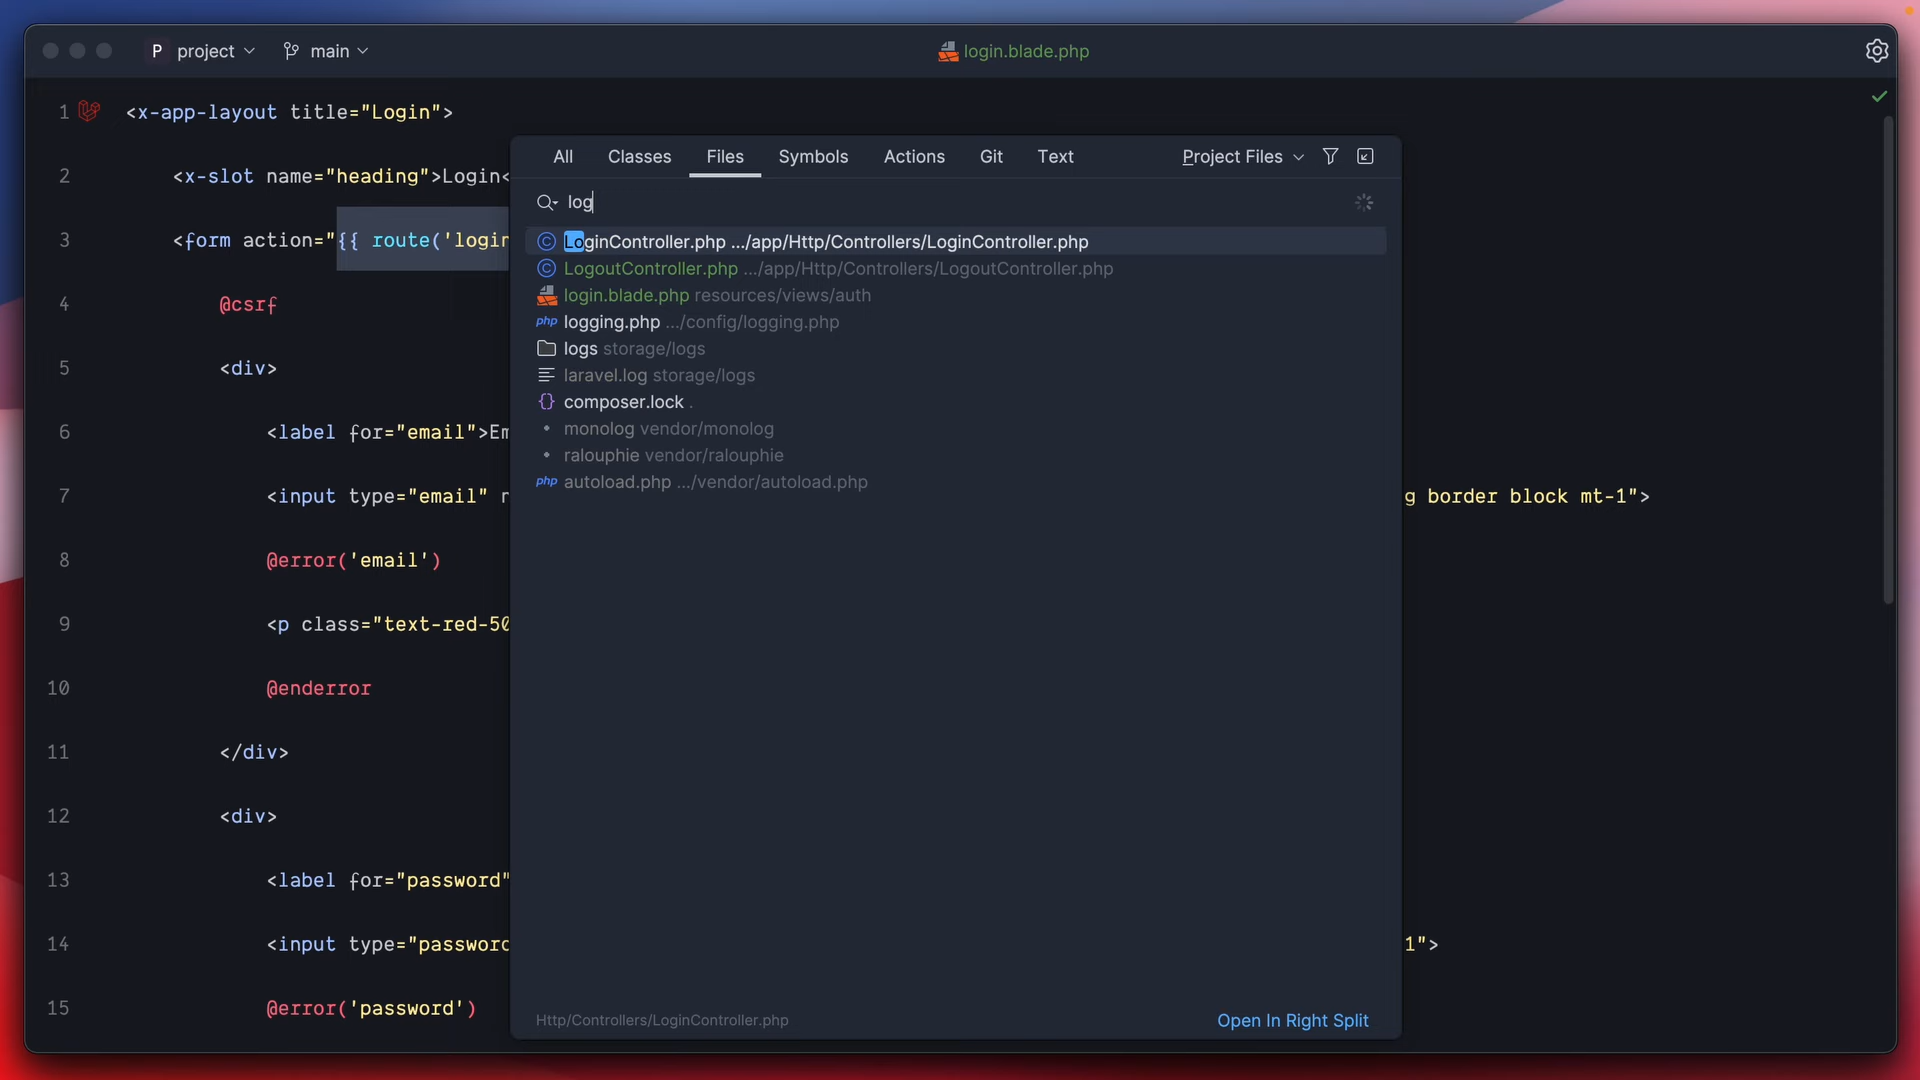 P project main login.blade.php
1 <x-app-layout title="Login">
All Classes Files Symbols Actions Git Text Project Files
2 <x-slot name="heading">Login<
log
3 <form action="{{ route('login
LoginController.php .../app/Http/Controllers/LoginController.php
LogoutController.php .../app/Http/Controllers/LogoutController.php
login.blade.php resources/views/auth
4 @csrf
logging.php .../config/logging.php
logs storage/logs
5 <div>
laravel.log storage/logs
{} composer.lock .
6 <label for="email">Em
monolog vendor/monolog
ralouphie vendor/ralouphie
php autoload.php .../vendor/autoload.php
7 <input type="email" n g border block mt-1">
8 @error('email')
9 <p class="text-red-50
10 @enderror
11 </div>
12 <div>
13 <label for="password"
14 <input type="password 1">
15 @error('password')
Http/Controllers/LoginController.php Open In Right Split